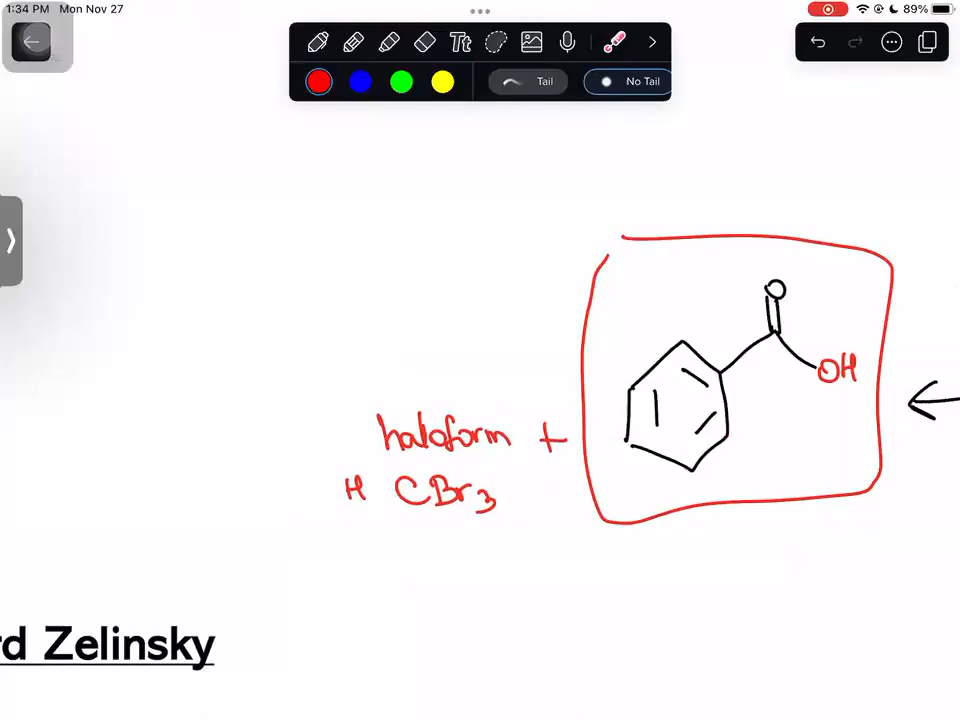 1:34 PM Mon Nov 27
89%
Tt
Tail
No Tail
O
OH
haloform +
H CBr3
rd Zelinsky